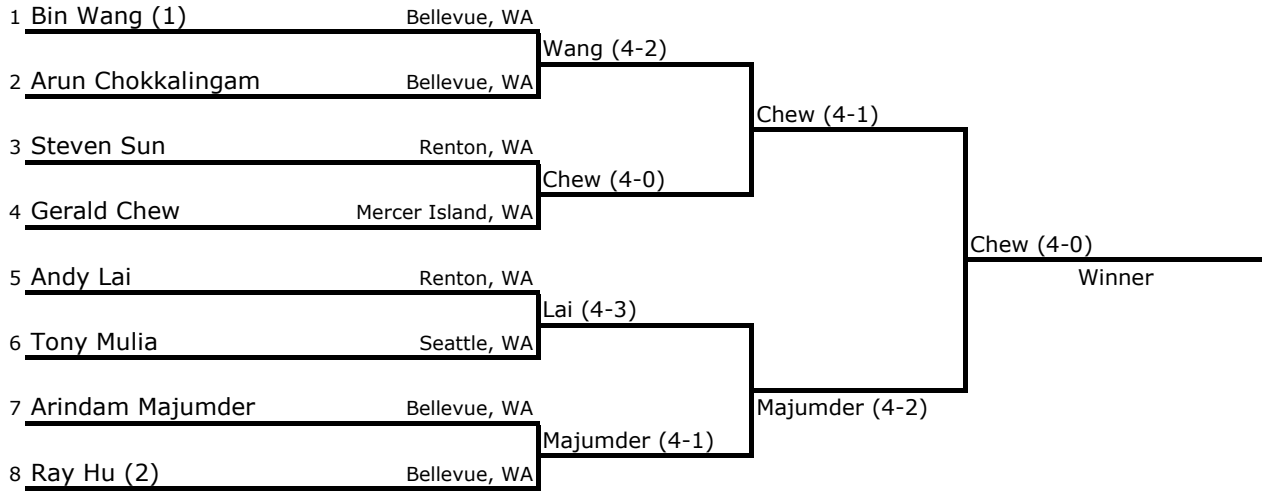 1 Bin Wang (1) Bellevue, WA
Wang (4-2)
2 Arun Chokkalingam Bellevue, WA
Chew (4-1)
3 Steven Sun Renton, WA
Chew (4-0)
4 Gerald Chew Mercer Island, WA
Chew (4-0)
Winner
5 Andy Lai Renton, WA
Lai (4-3)
6 Tony Mulia Seattle, WA
7 Arindam Majumder Bellevue, WA
Majumder (4-2)
Majumder (4-1)
8 Ray Hu (2) Bellevue, WA